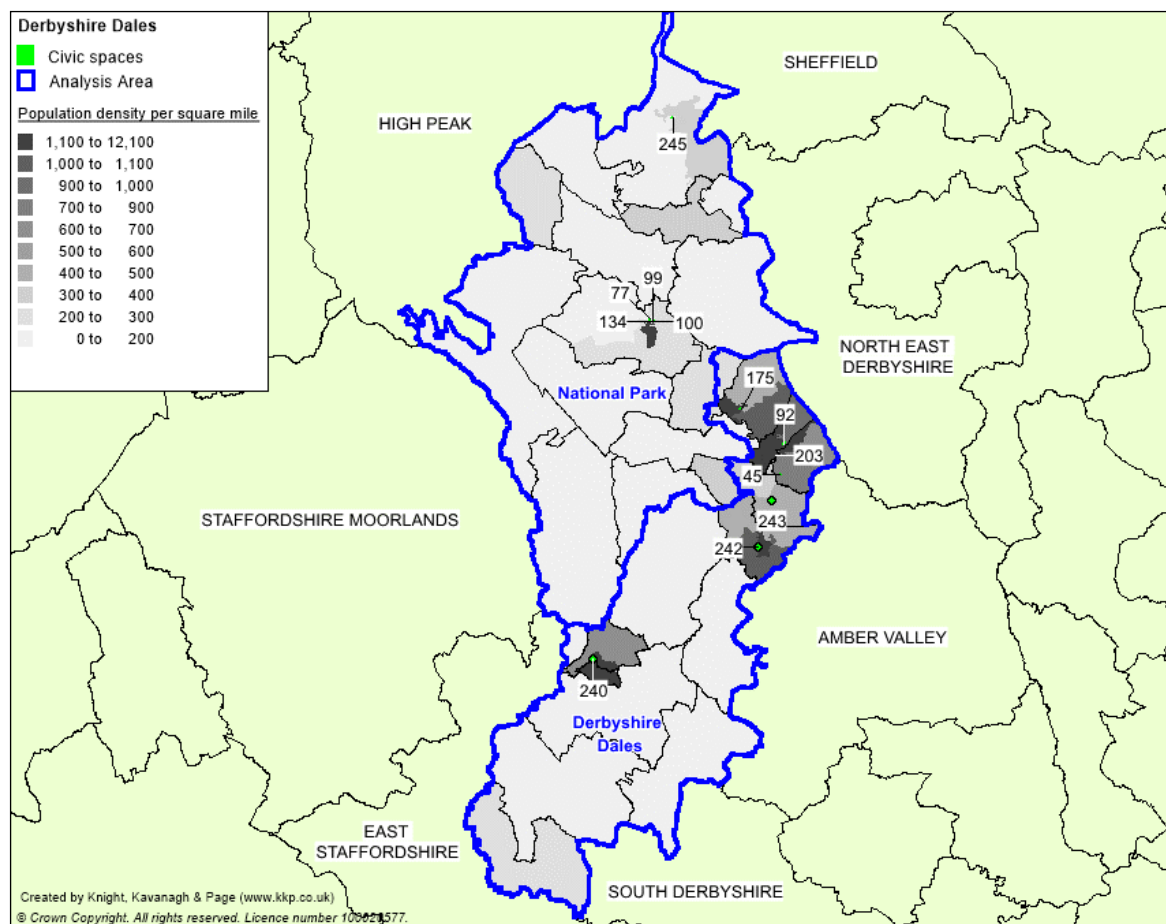 Derbyshire Dales
Civic spaces
Analysis Area
Population density per square mile
1,100 to 12,100
1,000 to 1,100
900 to 1,000
700 to 900
600 to 700
500 to 600
400 to 500
300 to 400
200 to 300
0 to 200
SHEFFIELD
HIGH PEAK
245
99
77
134
100
NORTH EAST
DERBYSHIRE
175
National Park
92
203
45
STAFFORDSHIRE MOORLANDS
243
242
AMBER VALLEY
240
Derbyshire
Dales
EAST
STAFFORDSHIRE
SOUTH DERBYSHIRE
Created by Knight, Kavanagh & Page (www.kkp.co.uk)
© Crown Copyright. All rights reserved. Licence number